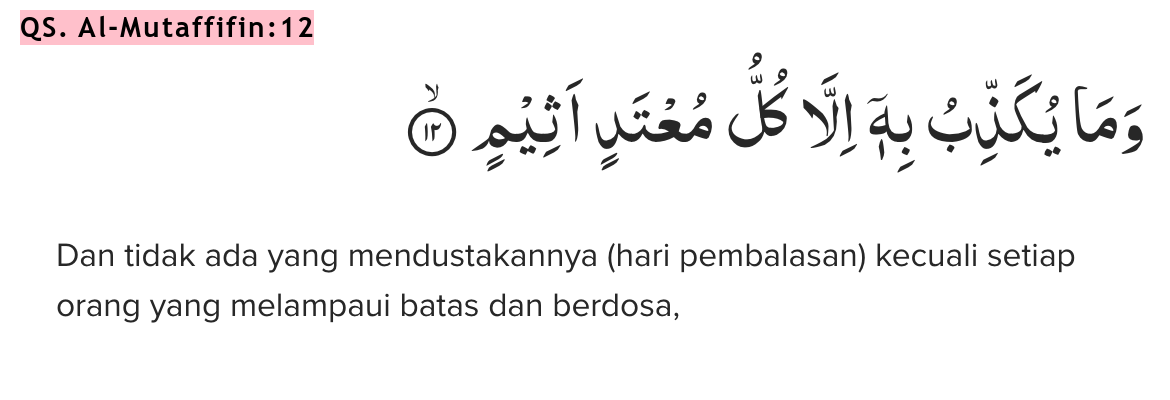 QS. Al-Mutaffifin:12
وَمَا يُكَذِّبُ بِهٖٓ اِلَّا كُلُّ مُعْتَدٍ اَثِيْمٍۙ ١٢
Dan tidak ada yang mendustakannya (hari pembalasan) kecuali setiap
orang yang melampaui batas dan berdosa,